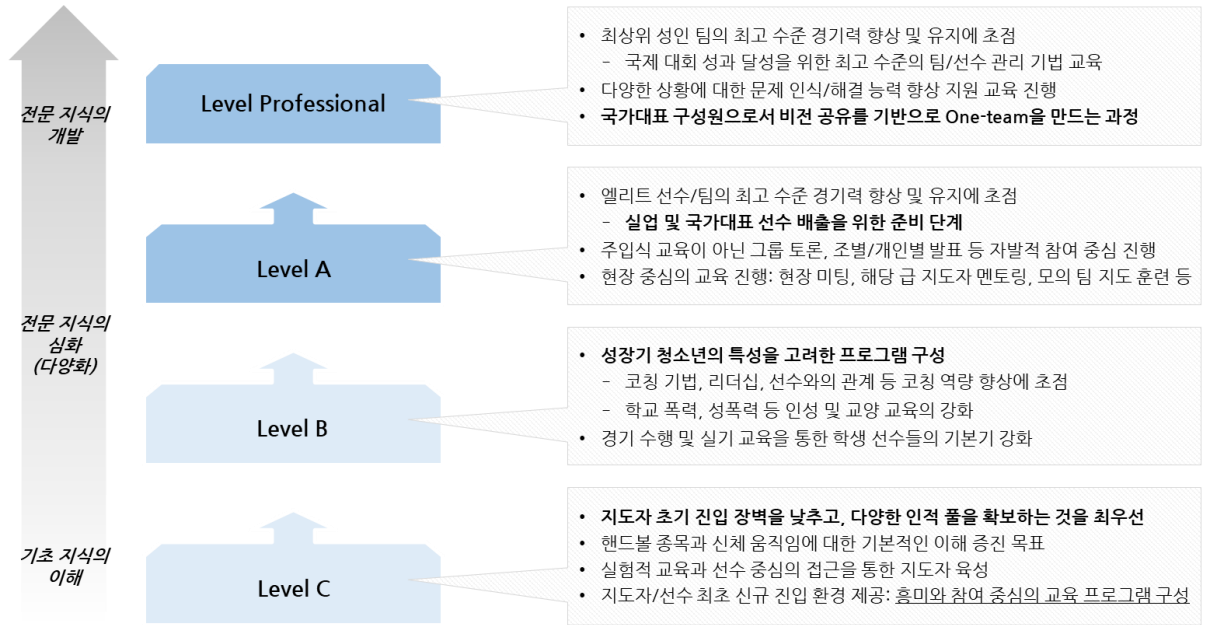 전문 지식의
개발
Level Professional
• 최상위 성인 팀의 최고 수준 경기력 향상 및 유지에 초점
- 국제 대회 성과 달성을 위한 최고 수준의 팀/선수 관리 기법 교육
• 다양한 상황에 대한 문제 인식/해결 능력 향상 지원 교육 진행
• 국가대표 구성원으로서 비전 공유를 기반으로 One-team을 만드는 과정
Level A
• 엘리트 선수/팀의 최고 수준 경기력 향상 및 유지에 초점
- 실업 및 국가대표 선수 배출을 위한 준비 단계
• 주입식 교육이 아닌 그룹 토론, 조별/개인별 발표 등 자발적 참여 중심 진행
• 현장 중심의 교육 진행: 현장 미팅, 해당 급 지도자 멘토링, 모의 팀 지도 훈련 등
전문 지식의
심화
(다양화)
Level B
• 성장기 청소년의 특성을 고려한 프로그램 구성
- 코칭 기법, 리더십, 선수와의 관계 등 코칭 역량 향상에 초점
- 학교 폭력, 성폭력 등 인성 및 교양 교육의 강화
• 경기 수행 및 실기 교육을 통한 학생 선수들의 기본기 강화
기초 지식의
이해
Level C
• 지도자 초기 진입 장벽을 낮추고, 다양한 인적 풀을 확보하는 것을 최우선
• 핸드볼 종목과 신체 움직임에 대한 기본적인 이해 증진 목표
• 실험적 교육과 선수 중심의 접근을 통한 지도자 육성
• 지도자/선수 최초 신규 진입 환경 제공: 흥미와 참여 중심의 교육 프로그램 구성